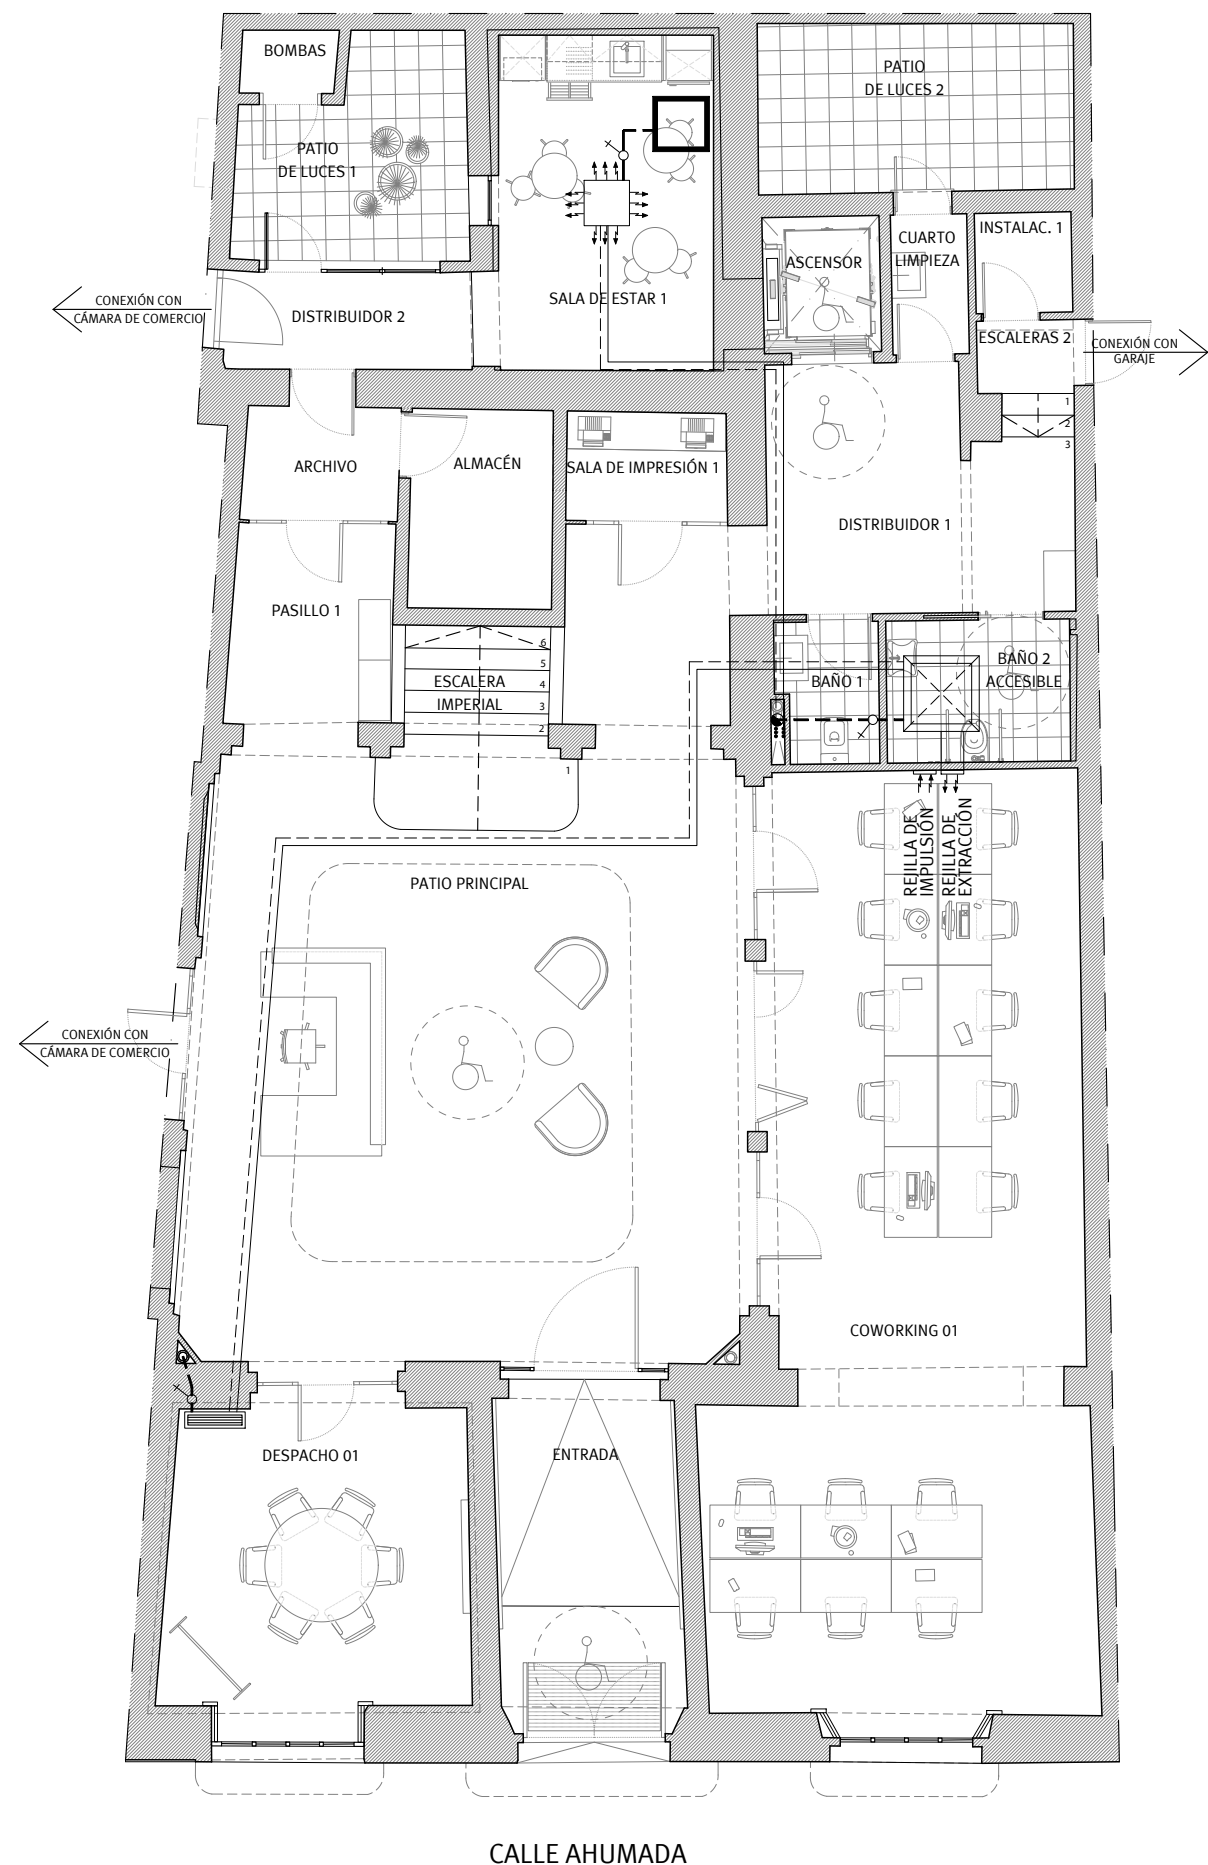 BOMBAS
PATIO
DE LUCES 2
PATIO
DE LUCES 1
CUARTO
LIMPIEZA
INSTALAC. 1
ASCENSOR
CONEXIÓN CON
CÁMARA DE COMERCIO
DISTRIBUIDOR 2
SALA DE ESTAR 1
ESCALERAS 2
CONEXIÓN CON
GARAJE
1
2
3
ARCHIVO
ALMACÉN
SALA DE IMPRESIÓN 1
DISTRIBUIDOR 1
PASILLO 1
6
5
4
3
2
1
ESCALERA
IMPERIAL
BAÑO 1
BAÑO 2
ACCESIBLE
REJILLA DE
IMPULSIÓN
REJILLA DE
EXTRACCIÓN
PATIO PRINCIPAL
CONEXIÓN CON
CÁMARA DE COMERCIO
COWORKING 01
DESPACHO 01
ENTRADA
CALLE AHUMADA